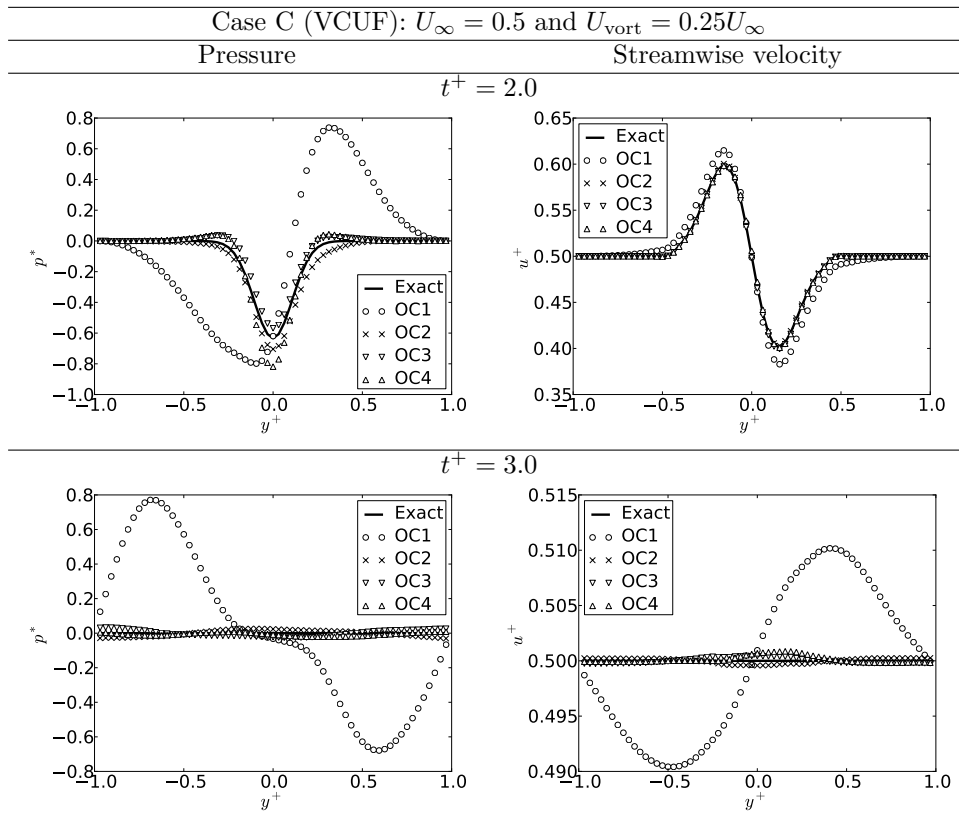 Case C (VCUF): U∞ = 0.5 and Uvort = 0.25U∞
Pressure Streamwise velocity
t+ = 2.0
0.8
0.6
0.4
0.2
0.0
−0.2
−0.4
−0.6
−0.8
−1.0
p*
−1.0 −0.5 0.0 0.5 1.0
y+
Exact
OC1
OC2
OC3
OC4
0.65
0.60
0.55
0.50
0.45
0.40
0.35
u+
−1.0 −0.5 0.0 0.5 1.0
y+
Exact
OC1
OC2
OC3
OC4
t+ = 3.0
0.8
0.6
0.4
0.2
0.0
−0.2
−0.4
−0.6
−0.8
p*
−1.0 −0.5 0.0 0.5 1.0
y+
Exact
OC1
OC2
OC3
OC4
0.515
0.510
0.505
0.500
0.495
0.490
u+
−1.0 −0.5 0.0 0.5 1.0
y+
Exact
OC1
OC2
OC3
OC4